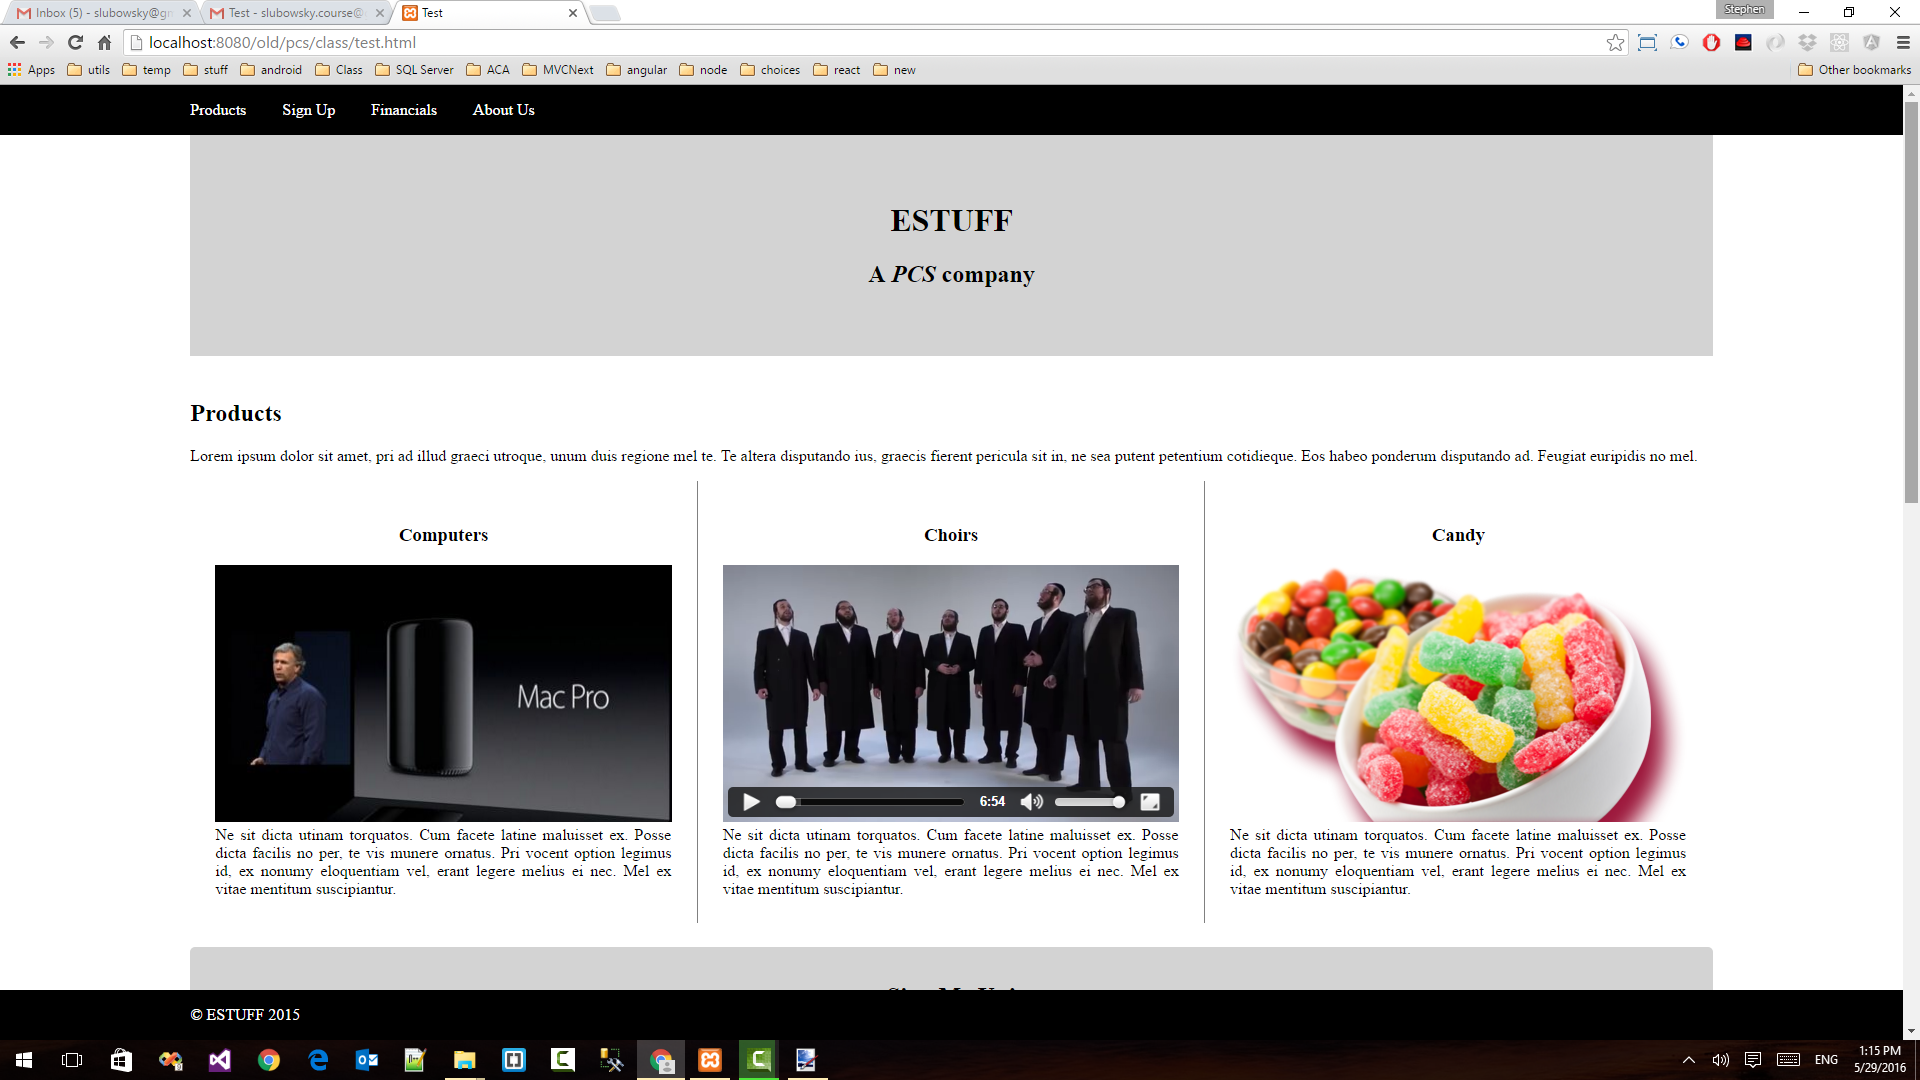 Inbox (5) - slubowsky@gm
Test - slubowsky.course@
Test
Stephen
localhost:8080/old/pcs/class/test.html
Apps utils temp stuff android Class SQL Server ACA MVCNext angular node choices react new Other bookmarks
Products Sign Up Financials About Us
ESTUFF
A PCS company
Products
Lorem ipsum dolor sit amet, pri ad illud graeci utroque, unum duis regione mel te. Te altera disputando ius, graecis fierent pericula sit in, ne sea putent petentium cotidieque. Eos habeo ponderum disputando ad. Feugiat euripidis no mel.
Computers
Mac Pro
Ne sit dicta utinam torquatos. Cum facete latine maluisset ex. Posse
dicta facilis no per, te vis munere ornatus. Pri vocent option legimus
id, ex nonumy eloquentiam vel, erant legere melius ei nec. Mel ex
vitae mentitum suscipiantur.
Choirs
6:54
Ne sit dicta utinam torquatos. Cum facete latine maluisset ex. Posse
dicta facilis no per, te vis munere ornatus. Pri vocent option legimus
id, ex nonumy eloquentiam vel, erant legere melius ei nec. Mel ex
vitae mentitum suscipiantur.
Candy
Ne sit dicta utinam torquatos. Cum facete latine maluisset ex. Posse
dicta facilis no per, te vis munere ornatus. Pri vocent option legimus
id, ex nonumy eloquentiam vel, erant legere melius ei nec. Mel ex
vitae mentitum suscipiantur.
© ESTUFF 2015
ENG
1:15 PM
5/29/2016